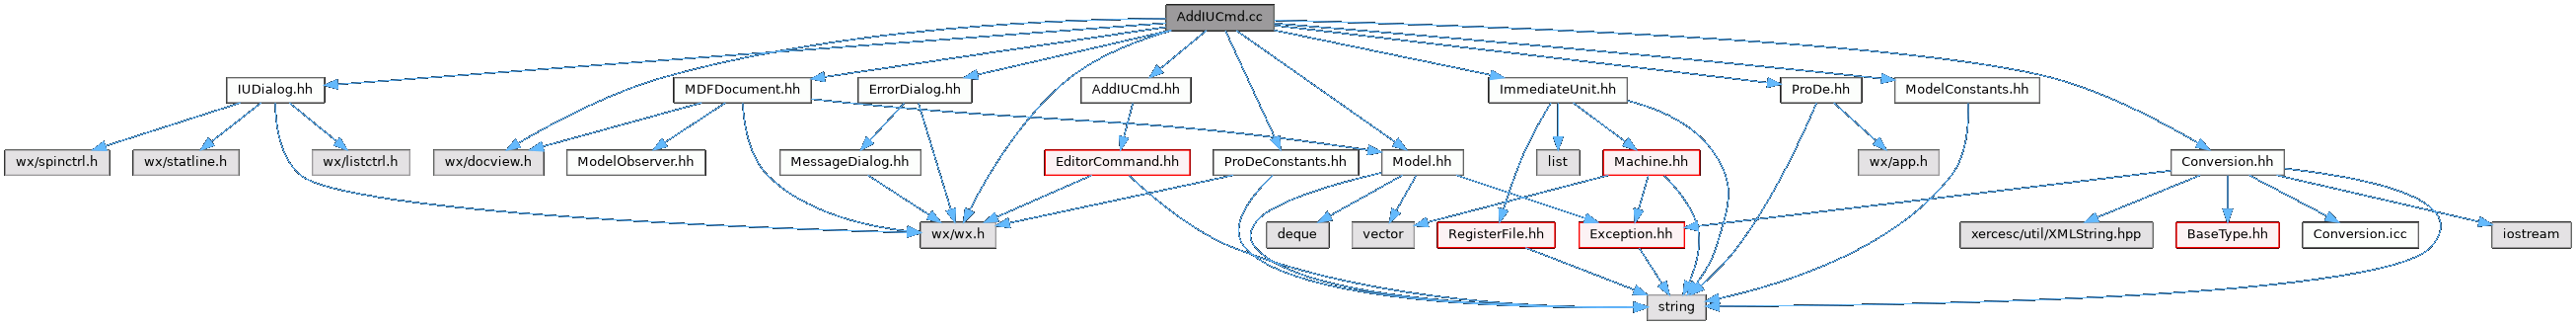 AddIUCmd.cc
IUDialog.hh
MDFDocument.hh
ErrorDialog.hh
AddIUCmd.hh
ImmediateUnit.hh
ProDe.hh
ModelConstants.hh
wx/spinctrl.h
wx/statline.h
wx/listctrl.h
wx/docview.h
ModelObserver.hh
MessageDialog.hh
EditorCommand.hh
ProDeConstants.hh
Model.hh
list
Machine.hh
wx/app.h
Conversion.hh
wx/wx.h
deque
vector
RegisterFile.hh
Exception.hh
xercesc/util/XMLString.hpp
BaseType.hh
Conversion.icc
iostream
string